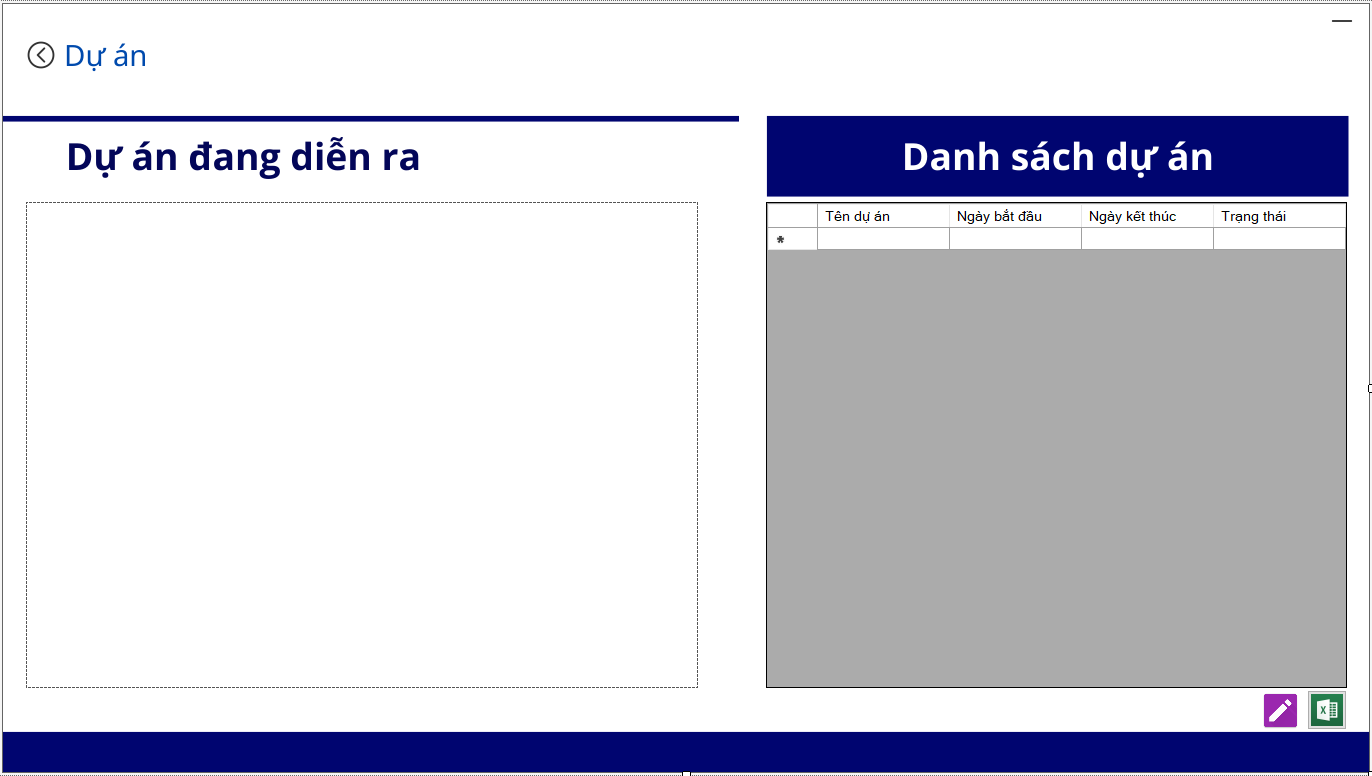 Dự án
Dự án đang diễn ra
Danh sách dự án
Tên dự án Ngày bắt đầu Ngày kết thúc Trạng thái
*
X